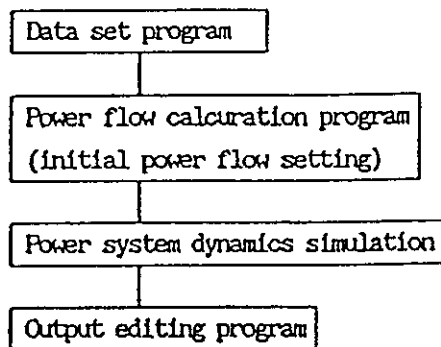 Data set program
Power flow calcuration program
(initial power flow setting)
Power system dynamics simulation
Output editing program